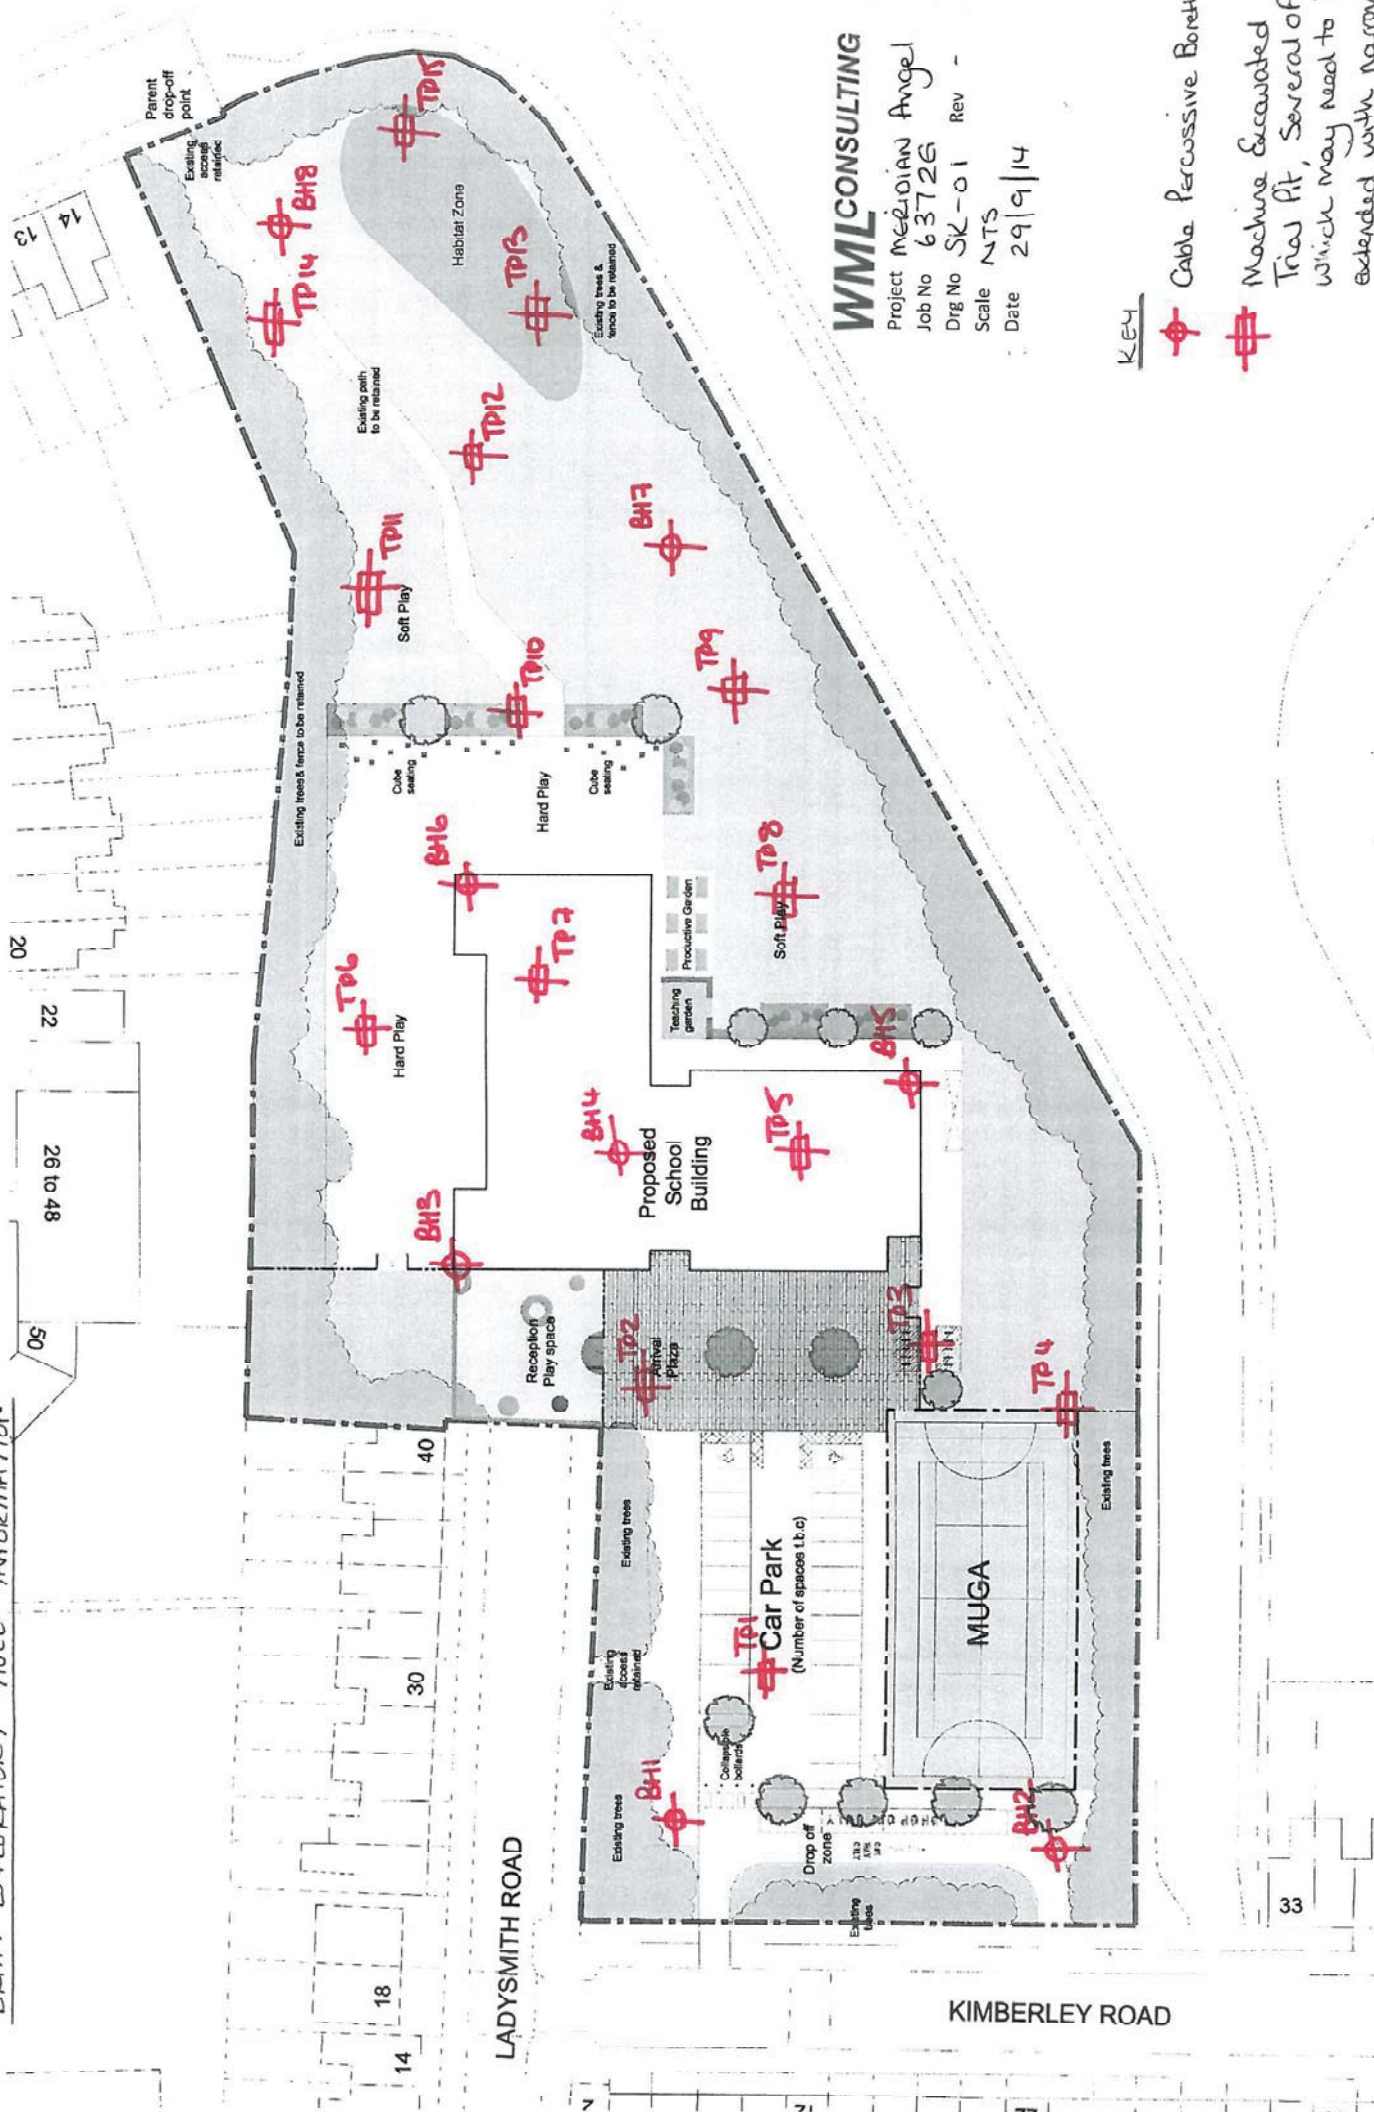 WMLCONSULTING
Project MERIDIAN Angel
Job No 63726
Drg No SK-01 Rev -
Scale NTS
Date 29/9/14
KEY
Cable Percussive
Machine Excavated
Trial Pit, Several of
which may need to
extended with
Parent
drop-off
point
Existing
access
retained
13
14
TP15
BH8
TP14
Habitat Zone
TP13
Existing trees &
fence to be retained
Existing path
to be retained
TP12
BH7
TP11
Soft Play
TP10
TP9
Existing trees & fence to be retained
Cube
seating
Hard Play
Cube
seating
BH6
TP8
Soft Play
Productive Garden
TP7
TP6
Hard Play
Teaching
garden
BH5
BH4
TP5
Proposed
School
Building
BH3
20
22
26 to 48
50
Reception
Play space
TP2
Arrival
Plaza
TP3
TP4
40
30
18
14
Existing trees
Existing trees
Existing
access
retained
Car Park
(Number of spaces t.b.c)
TP1
MUGA
Collapsible
bollards
BH1
BH2
Existing trees
Drop off
zone
Existing
trees
33
LADYSMITH ROAD
KIMBERLEY ROAD